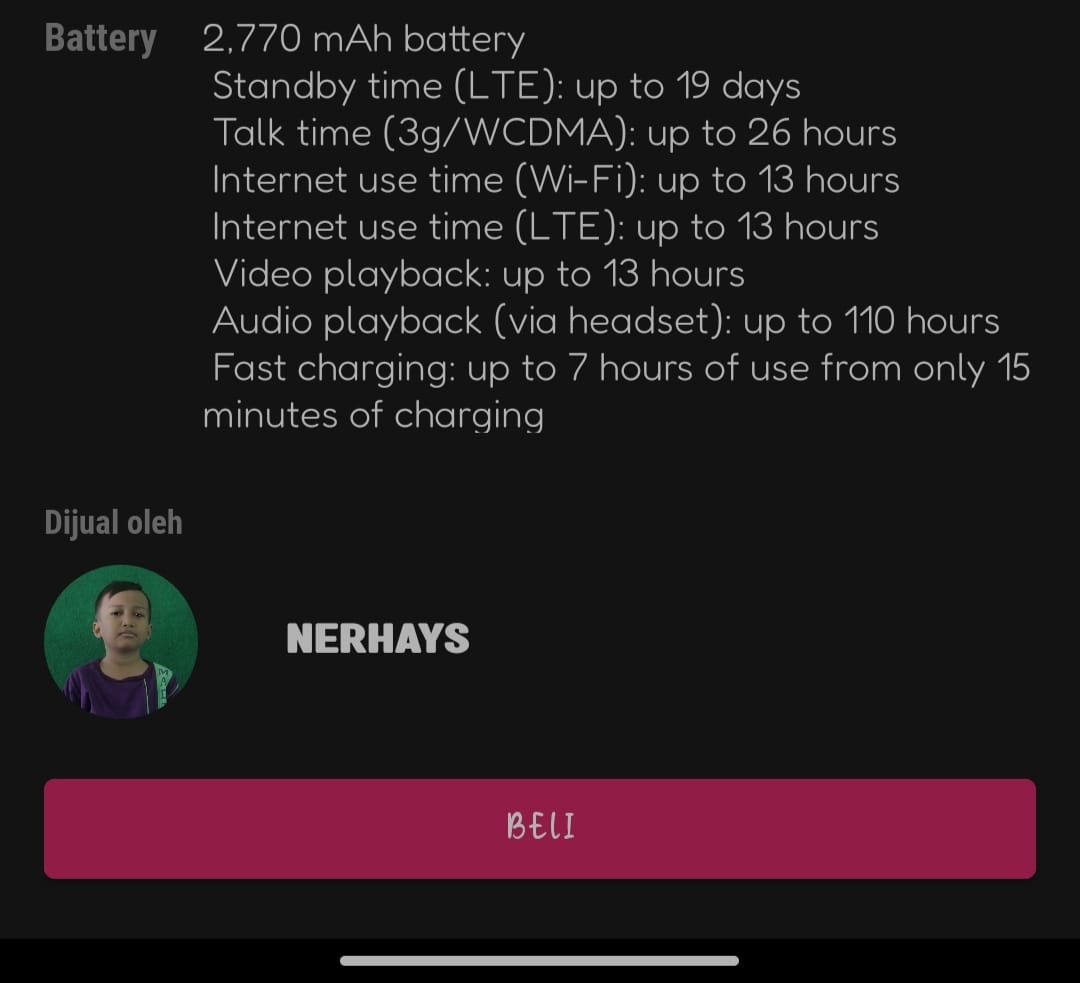 Battery 2,770 mAh battery
Standby time (LTE): up to 19 days
Talk time (3g/WCDMA): up to 26 hours
Internet use time (Wi-Fi): up to 13 hours
Internet use time (LTE): up to 13 hours
Video playback: up to 13 hours
Audio playback (via headset): up to 110 hours
Fast charging: up to 7 hours of use from only 15
minutes of charging
Dijual oleh
NERHAYS
BELI